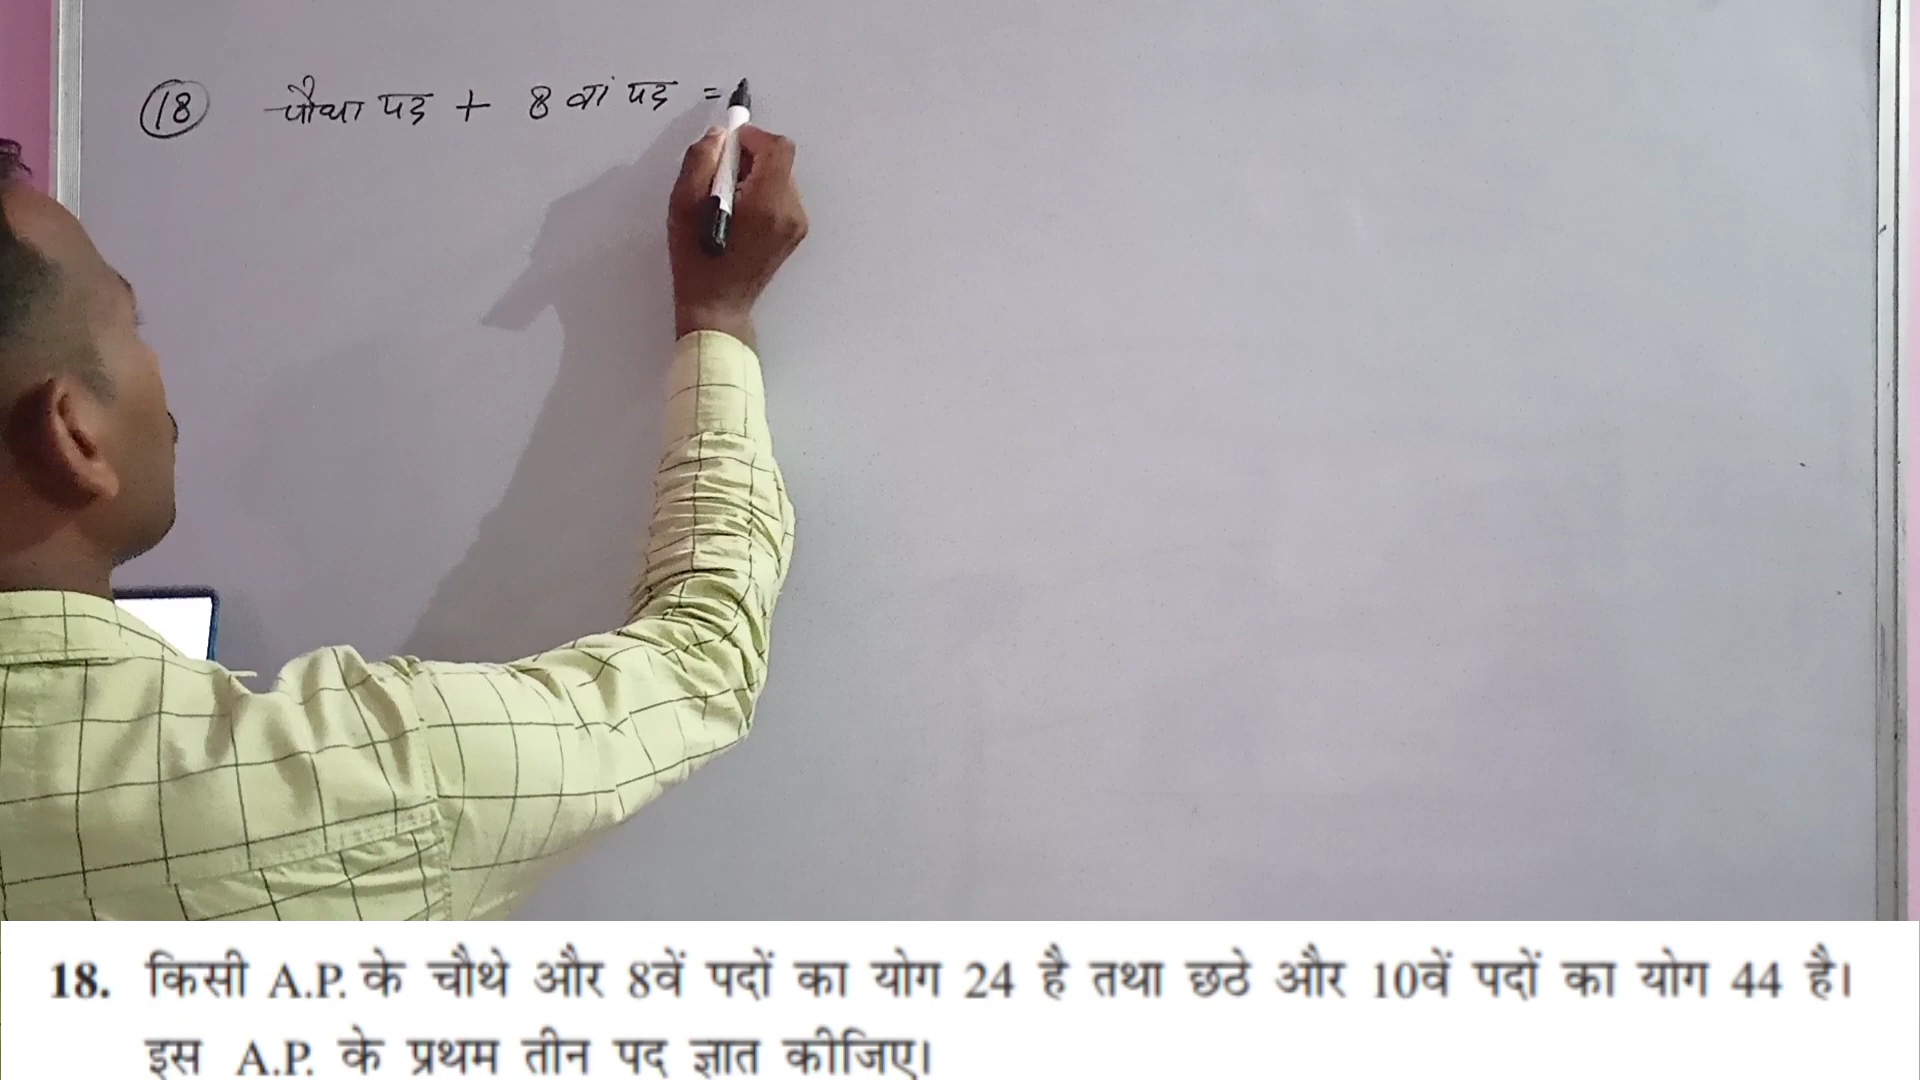 18 चौथा पद + 8 वां पद =
18. किसी A.P. के चौथे और 8वें पदों का योग 24 है तथा छठे और 10वें पदों का योग 44 है।
इस A.P. के प्रथम तीन पद ज्ञात कीजिए।